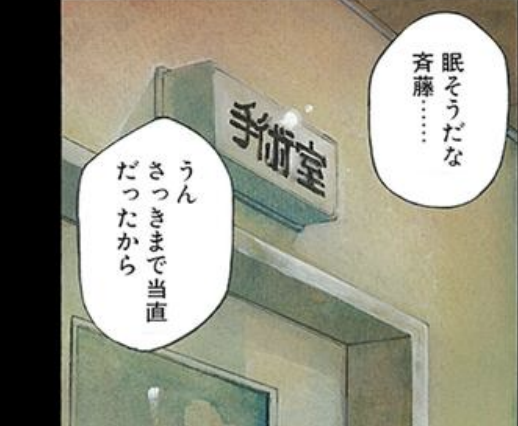 眠そうだな
斉藤……
手術室
うん
さっきまで当直
だったから